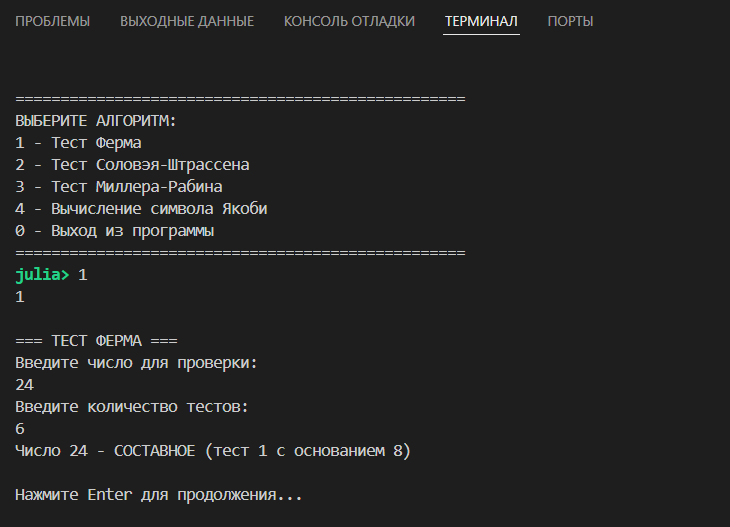 ПРОБЛЕМЫ ВЫХОДНЫЕ ДАННЫЕ КОНСОЛЬ ОТЛАДКИ ТЕРМИНАЛ ПОРТЫ
==================================================
ВЫБЕРИТЕ АЛГОРИТМ:
1 - Тест Ферма
2 - Тест Соловэя-Штрассена
3 - Тест Миллера-Рабина
4 - Вычисление символа Якоби
0 - Выход из программы
==================================================
julia> 1
1
=== ТЕСТ ФЕРМА ===
Введите число для проверки:
24
Введите количество тестов:
6
Число 24 - СОСТАВНОЕ (тест 1 с основанием 8)
Нажмите Enter для продолжения...